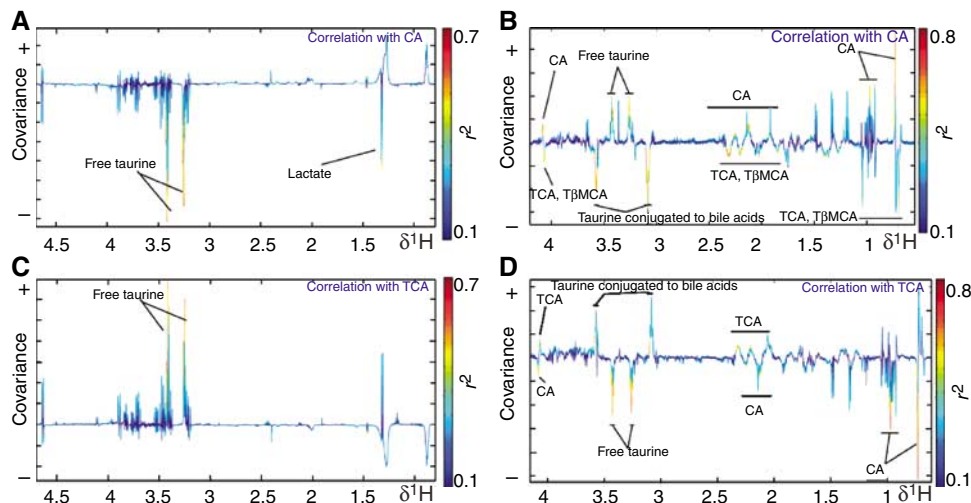 A
Correlation with CA
Covariance
+
–
Free taurine
Lactate
0.7
r²
0.1
4.5 4 3.5 3 2.5 2 1.5 δ¹H
B
Correlation with CA
Covariance
+
–
CA
Free taurine
CA
CA
TCA, TβMCA
TCA, TβMCA
Taurine conjugated to bile acids
TCA, TβMCA
0.8
r²
0.1
4 3.5 3 2.5 2 1.5 1 δ¹H
C
Correlation with TCA
Covariance
+
–
Free taurine
0.7
r²
0.1
4.5 4 3.5 3 2.5 2 1.5 δ¹H
D
Correlation with TCA
Covariance
+
–
Taurine conjugated to bile acids
TCA
TCA
CA
CA
Free taurine
CA
0.8
r²
0.1
4 3.5 3 2.5 2 1.5 1 δ¹H